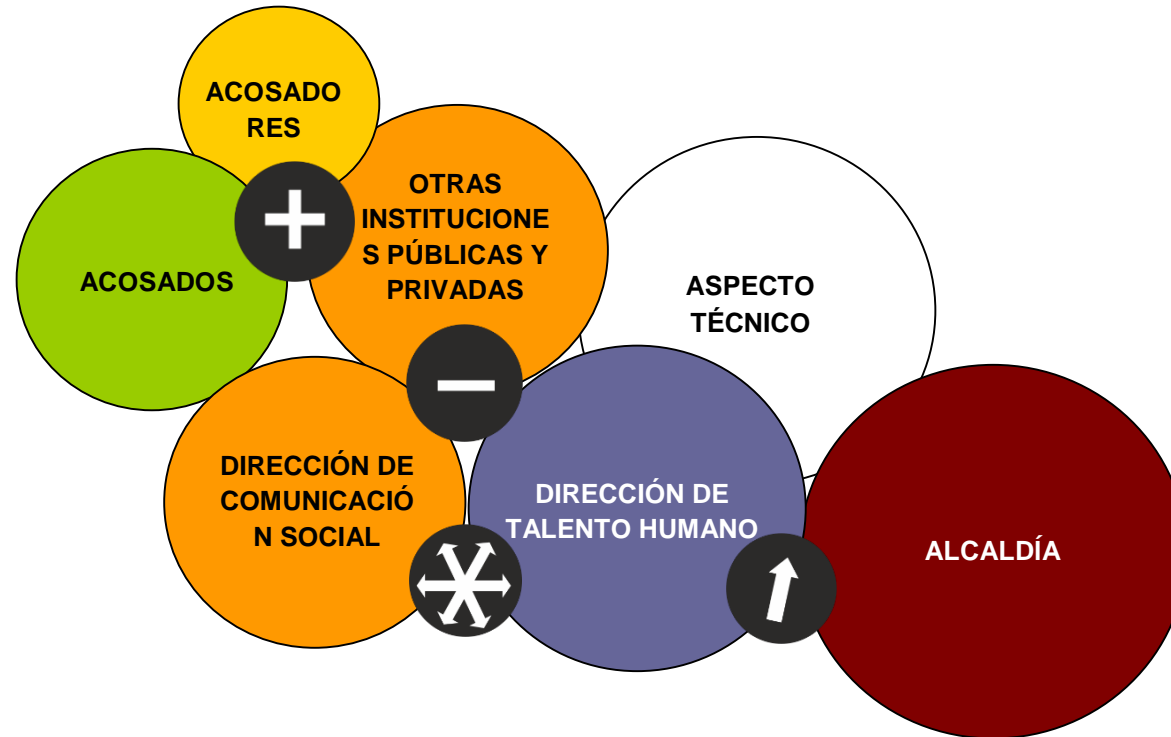 ACOSADO
RES
OTRAS
INSTITUCIONE
S PÚBLICAS Y
PRIVADAS
ACOSADOS
ASPECTO
TÉCNICO
DIRECCIÓN DE
COMUNICACIÓ
N SOCIAL
DIRECCIÓN DE
TALENTO HUMANO
ALCALDÍA